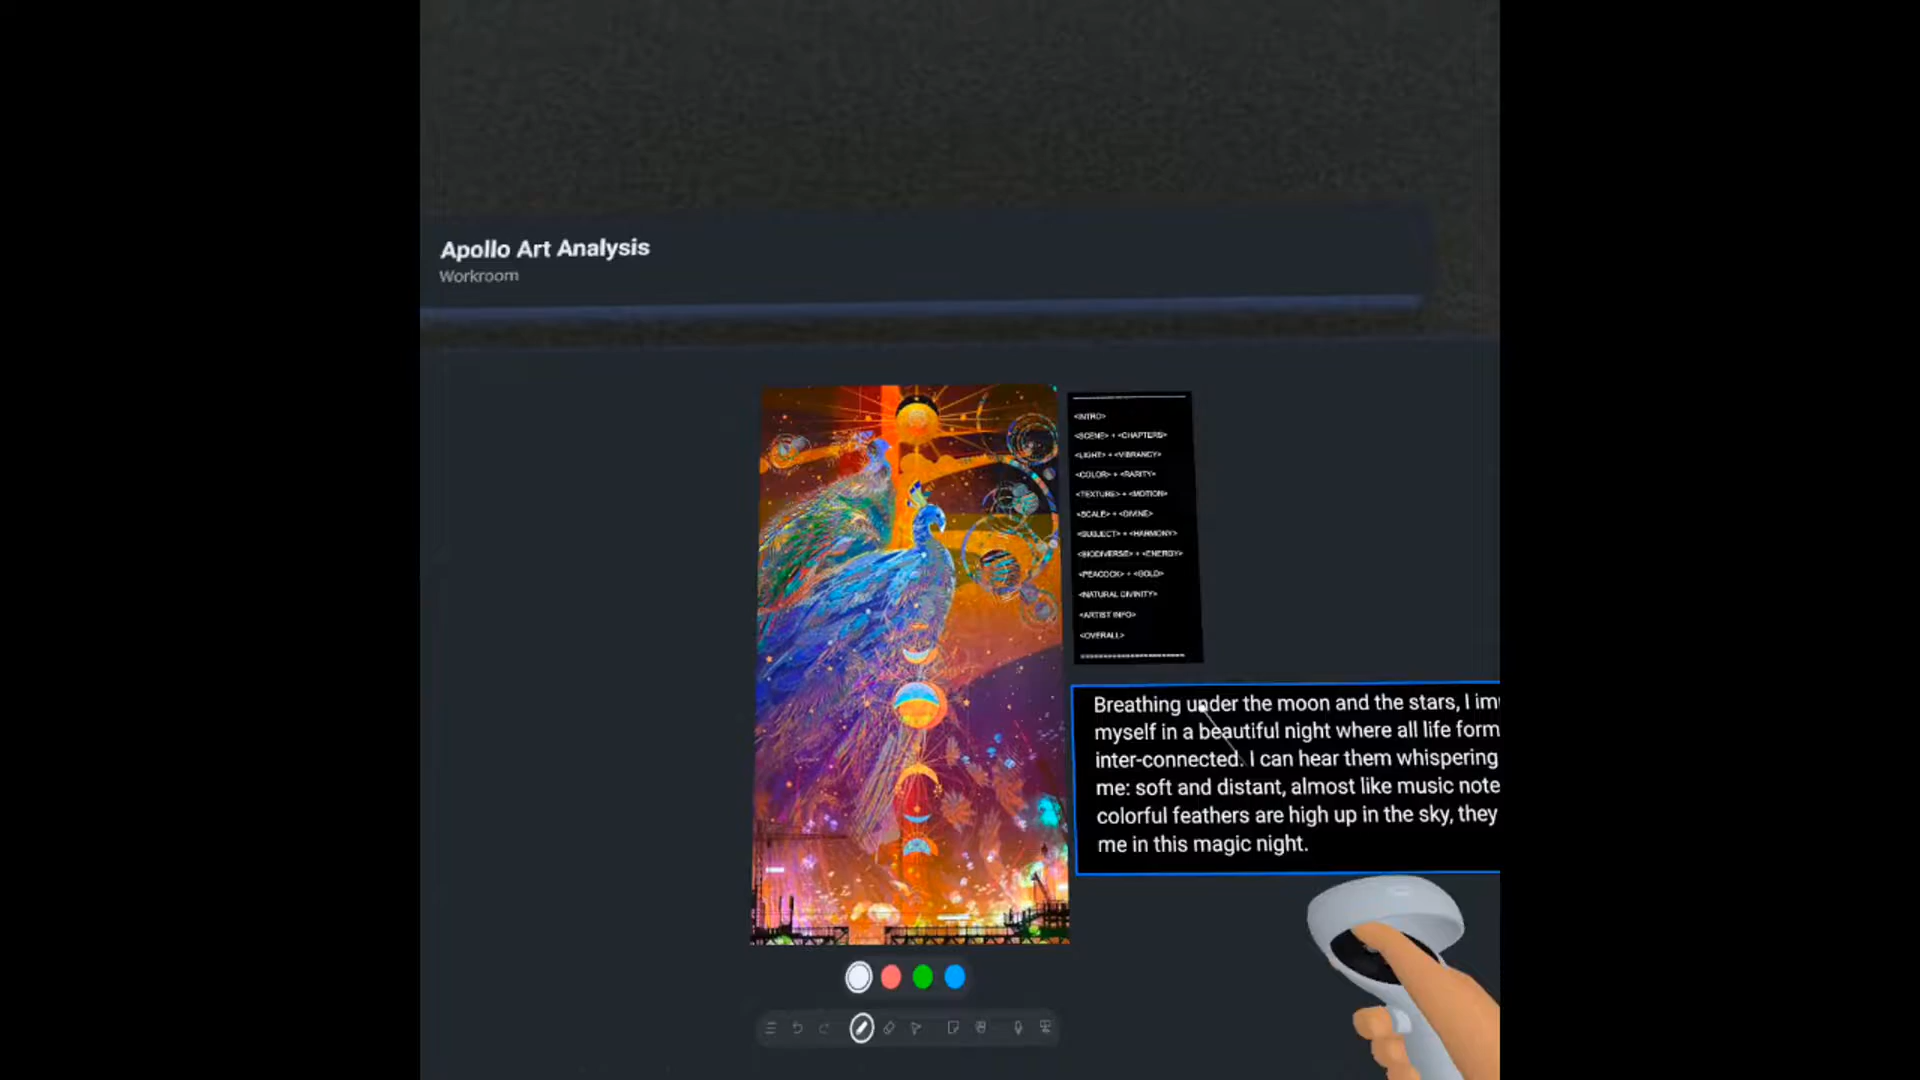 Apollo Art Analysis
Workroom
<INTRO>
<SCENE> + <CHAPTERS>
<LIGHT> + <VIBRANCY>
<COLOR> + <RARITY>
<TEXTURE> + <MOTION>
<SCALE> + <DIVINE>
<SUBJECT> + <HARMONY>
<BIODIVERSE> + <ENERGY>
<PEACOCK> + <GOLD>
<NATURAL DIVINITY>
<ARTIST INFO>
<OVERALL>
Breathing under the moon and the stars, I im
myself in a beautiful night where all life form
inter-connected. I can hear them whispering
me: soft and distant, almost like music note
colorful feathers are high up in the sky, they
me in this magic night.